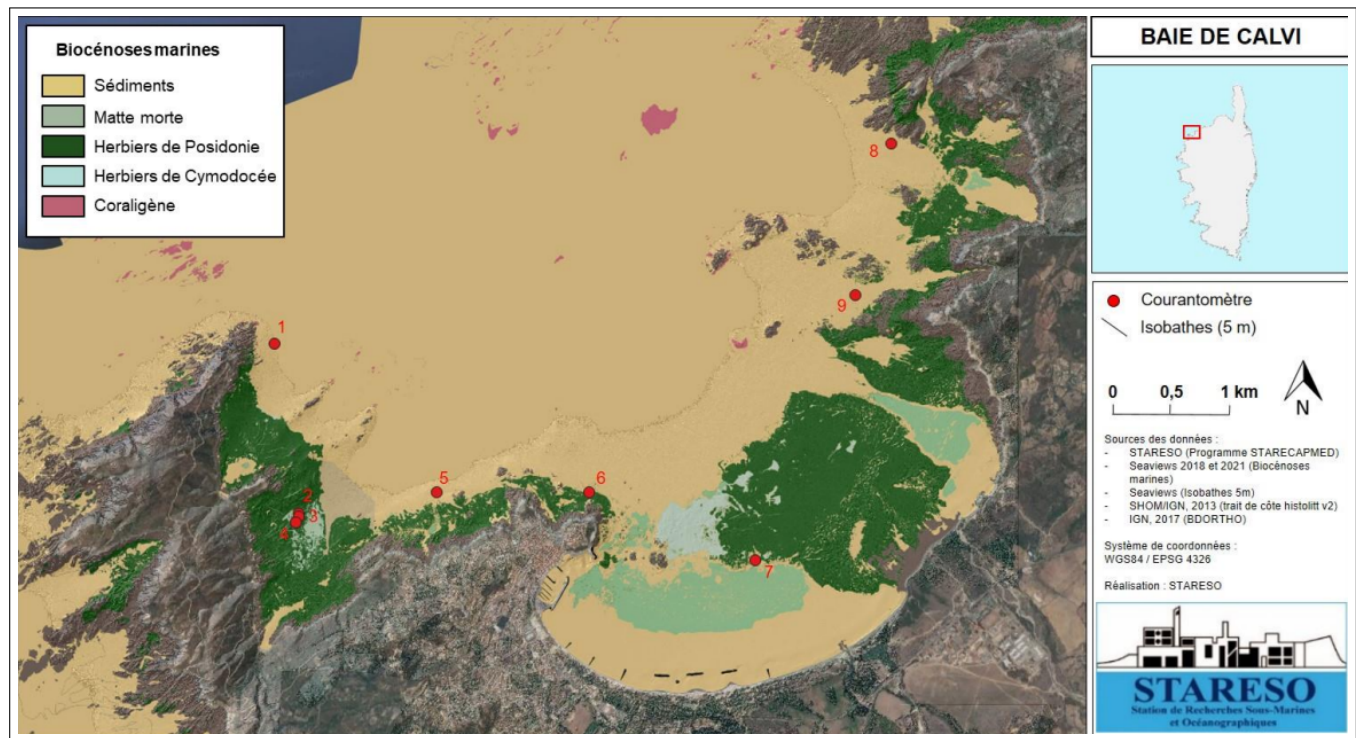 Biocénoses marines
Sédiments
Matte morte
Herbiers de Posidonie
Herbiers de Cymodocée
Coraligène
1
2
3
4
5
6
7
8
9
BAIE DE CALVI
Courantomètre
Isobathes (5 m)
0 0,5 1 km
N
Sources des données :
- STARESO (Programme STARECAPMED)
- Seaviews 2018 et 2021 (Biocénoses
marines)
- Seaviews (Isobathes 5m)
- SHOM/IGN, 2013 (trait de côte histolitt v2)
- IGN, 2017 (BDORTHO)
Système de coordonnées :
WGS84 / EPSG 4326
Réalisation : STARESO
STARESO
Station de Recherches Sous-Marines
et Océanographiques